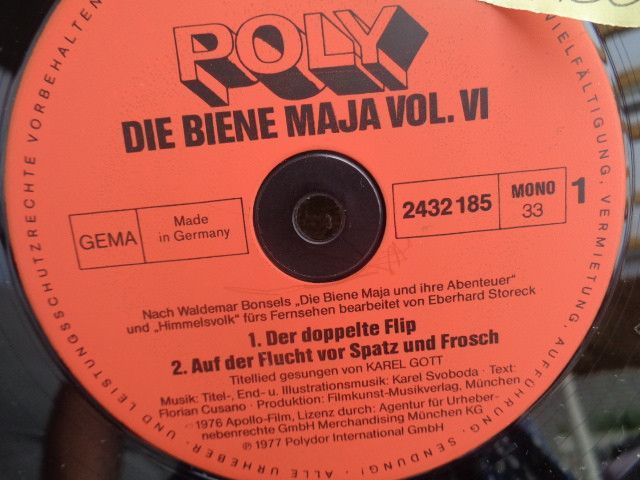 POLY
DIE BIENE MAJA VOL. VI
GEMA
Made
in Germany
2432 185
MONO
33
1
Nach Waldemar Bonsels „Die Biene Maja und ihre Abenteuer"
und „Himmelsvolk" fürs Fernsehen bearbeitet von Eberhard Storeck
1. Der doppelte Flip
2. Auf der Flucht vor Spatz und Frosch
Titellied gesungen von KAREL GOTT
Musik: Titel-, End- u. Illustrationsmusik: Karel Svoboda · Text:
Florian Cusano · Produktion: Filmkunst-Musikverlag. München
1976 Apollo-Film, Lizenz durch: Agentur für Urheber-
nebenrechte GmbH Merchandising München KG
℗ 1977 Polydor International GmbH
ALLE URHEBER- UND LEISTUNGSSCHUTZRECHTE VORBEHALTEN
VIELFÄLTIGUNG, VERMIETUNG, AUFFÜHRUNG, SENDUNG!